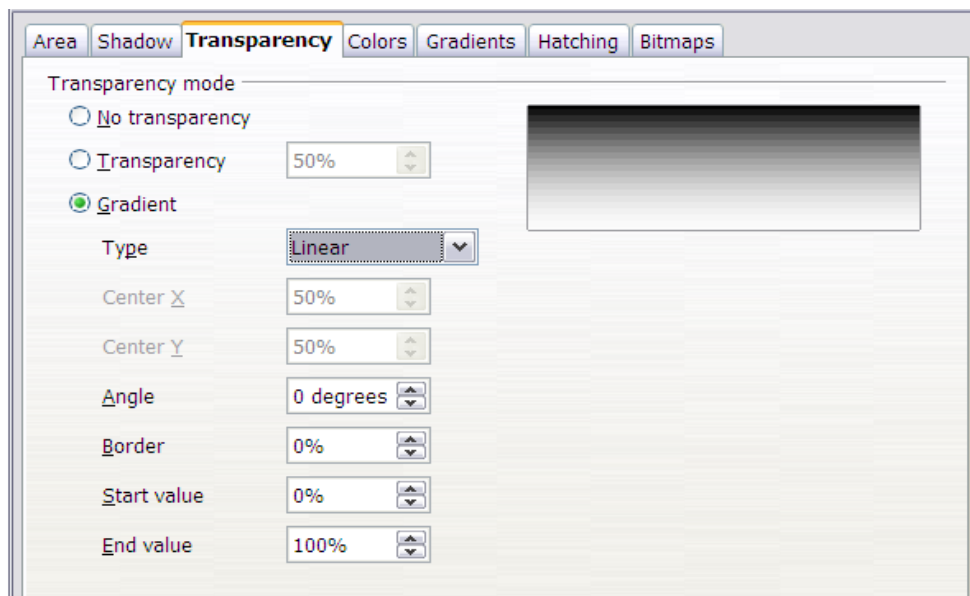 Area Shadow Transparency Colors Gradients Hatching Bitmaps
Transparency mode
No transparency
Transparency 50%
Gradient
Type Linear
Center X 50%
Center Y 50%
Angle 0 degrees
Border 0%
Start value 0%
End value 100%